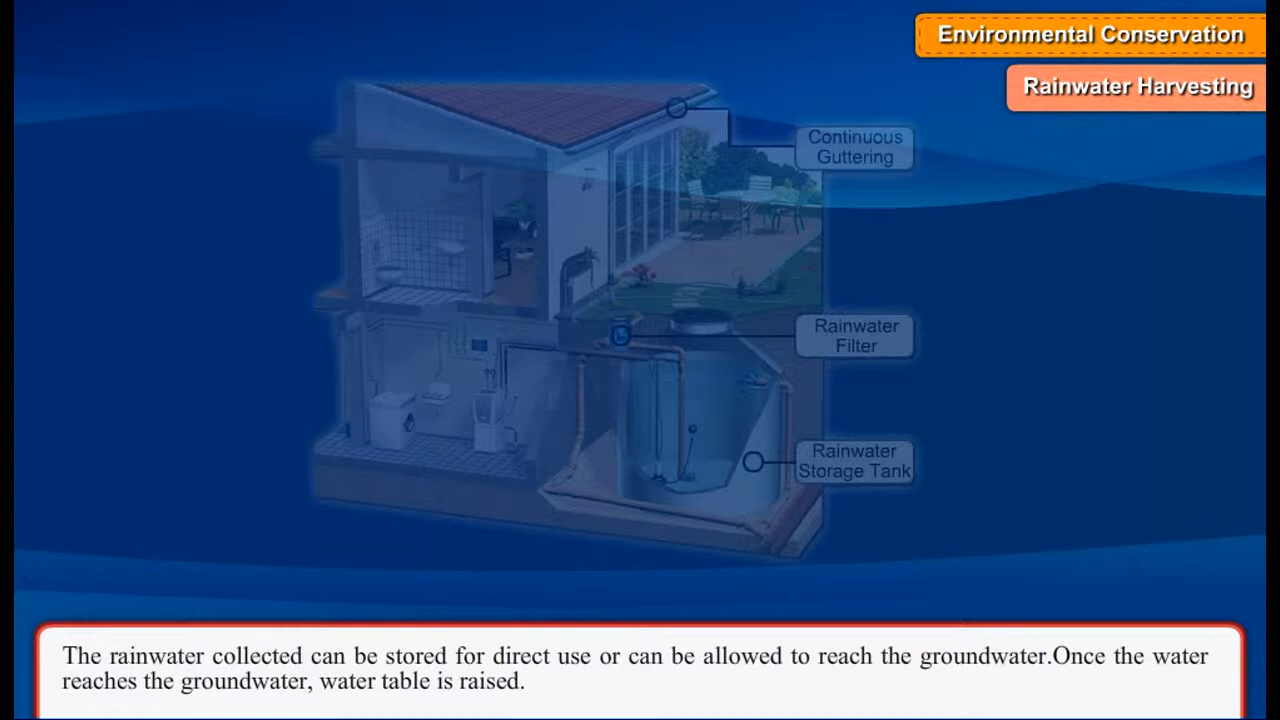 Environmental Conservation
Rainwater Harvesting
Continuous
Guttering
Rainwater
Filter
Rainwater
Storage Tank
The rainwater collected can be stored for direct use or can be allowed to reach the groundwater.Once the water
reaches the groundwater, water table is raised.